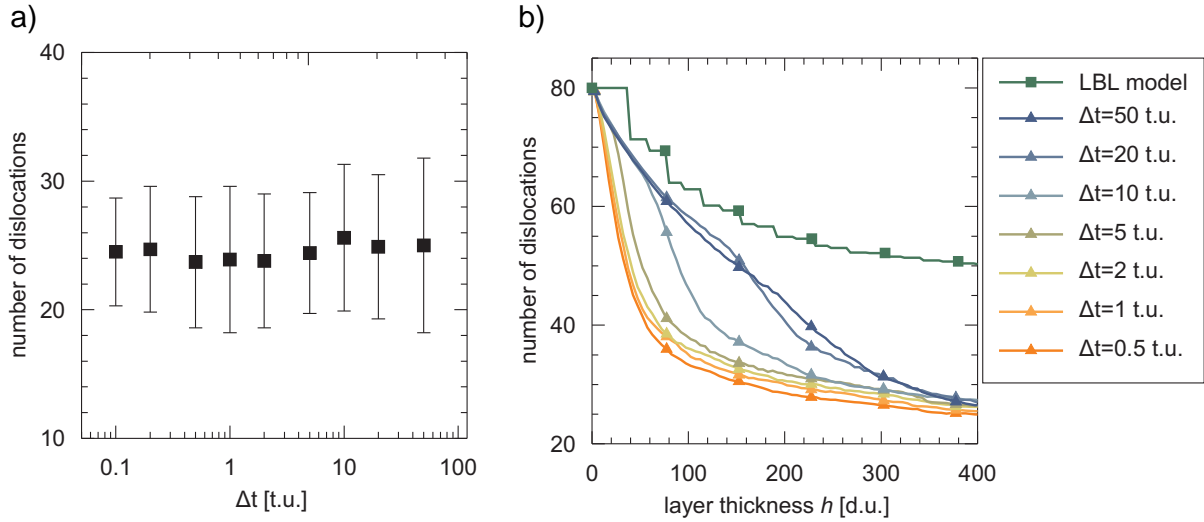 a)
40
30
20
10
number of dislocations
0.1
1
10
100
Δt [t.u.]
b)
80
60
40
20
number of dislocations
0
100
200
300
400
layer thickness h [d.u.]
LBL model
Δt=50 t.u.
Δt=20 t.u.
Δt=10 t.u.
Δt=5 t.u.
Δt=2 t.u.
Δt=1 t.u.
Δt=0.5 t.u.